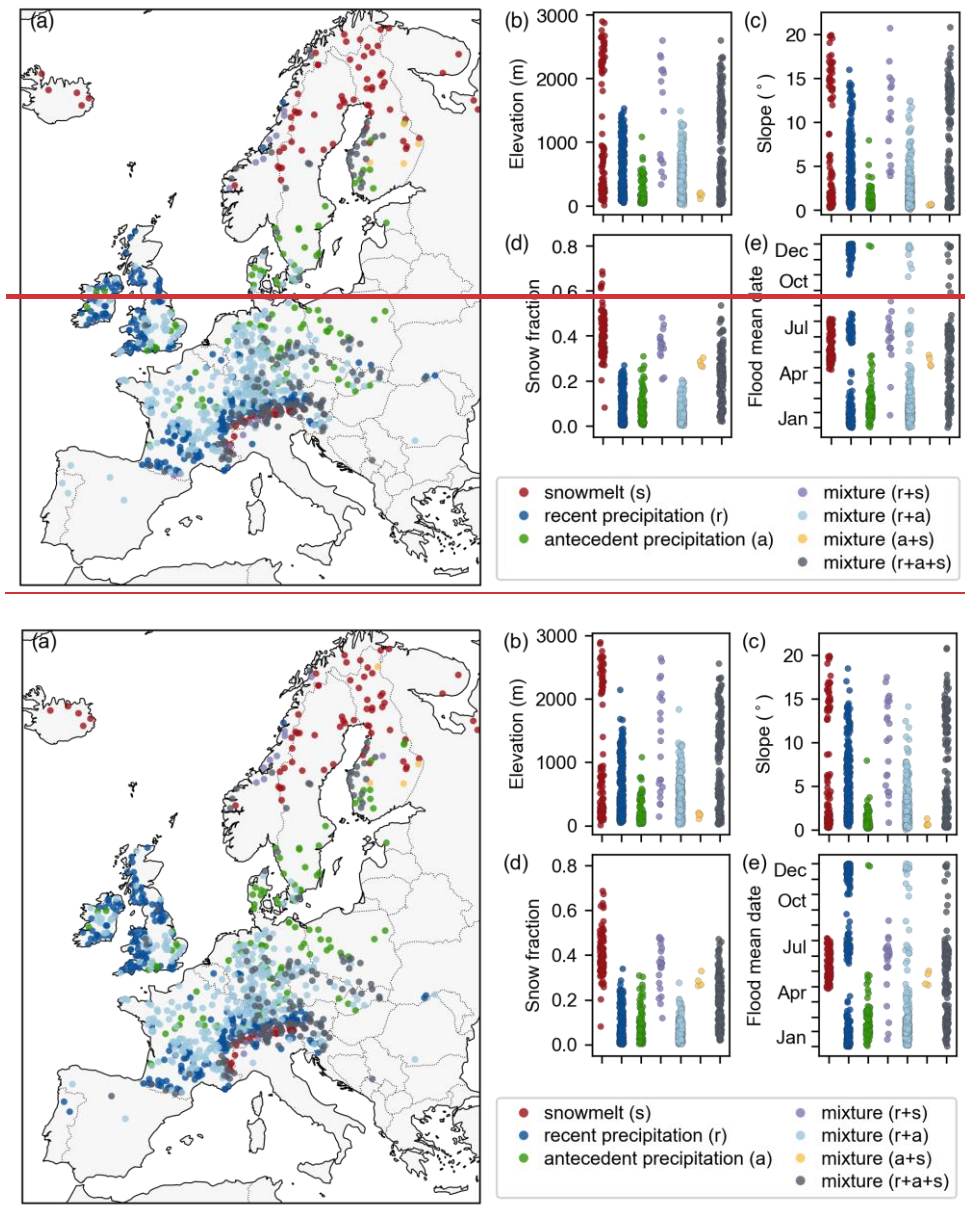 (a)
(b)
3000
2000
1000
0
Elevation (m)
(c)
20
15
10
5
0
Slope (°)
(d)
0.8
0.6
0.4
0.2
0.0
Snow fraction
(e)
Dec
Oct
Jul
Apr
Jan
Flood mean date
snowmelt (s)
recent precipitation (r)
antecedent precipitation (a)
mixture (r+s)
mixture (r+a)
mixture (a+s)
mixture (r+a+s)
(a)
(b)
3000
2000
1000
0
Elevation (m)
(c)
20
15
10
5
0
Slope (°)
(d)
0.8
0.6
0.4
0.2
0.0
Snow fraction
(e)
Dec
Oct
Jul
Apr
Jan
Flood mean date
snowmelt (s)
recent precipitation (r)
antecedent precipitation (a)
mixture (r+s)
mixture (r+a)
mixture (a+s)
mixture (r+a+s)